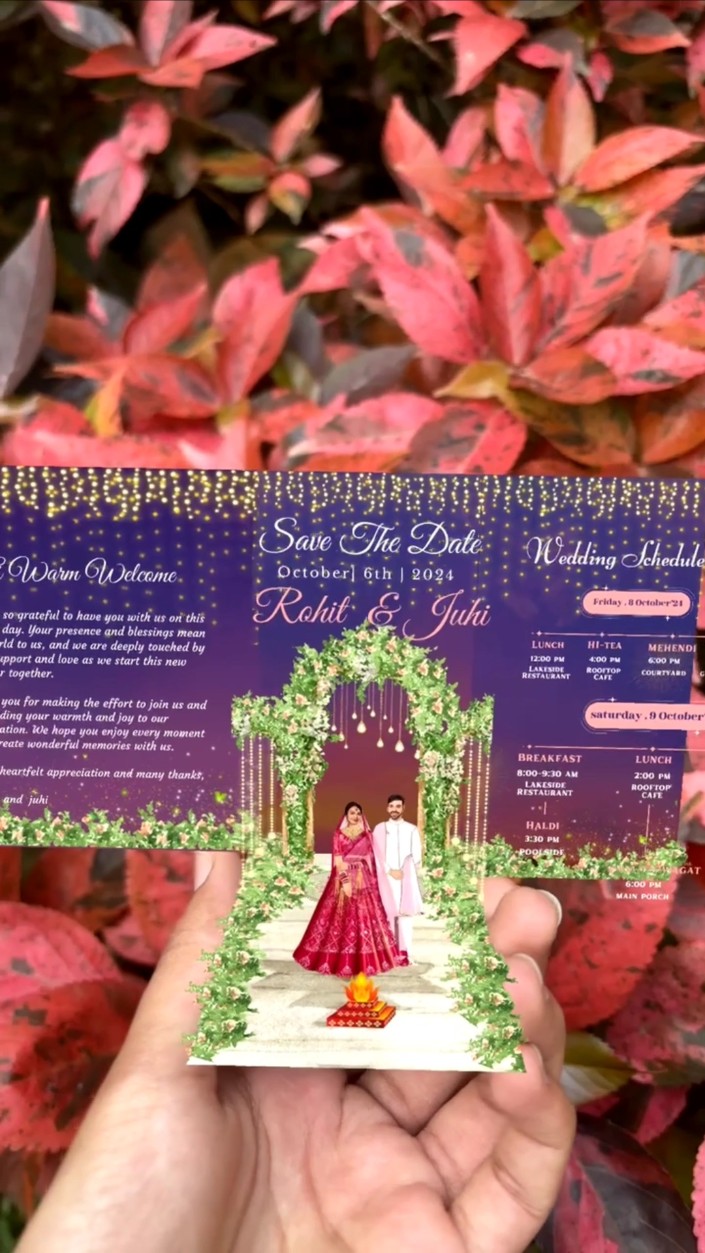 Warm Welcome
so grateful to have you with us on this
day. Your presence and blessings mean
to us, and we are deeply touched by
and love as we start this new
together.
you for making the effort to join us and
your warmth and joy to our
We hope you enjoy every moment
wonderful memories with us.
heartfelt appreciation and many thanks,
and juhi
Save The Date
October| 6th | 2024
Rohit & Juhi
Wedding Schedule
Friday . 8 October'24
LUNCH HI-TEA MEHENDI
12:00 PM 4:00 PM 6:00 PM
LAKESIDE ROOFTOP COURTYARD
RESTAURANT CAFE
saturday . 9 October
BREAKFAST LUNCH
8:00-9:30 AM 2:00 PM
LAKESIDE ROOFTOP
RESTAURANT CAFE
HALDI
3:30 PM
POOLSIDE
6:00 PM
MAIN PORCH